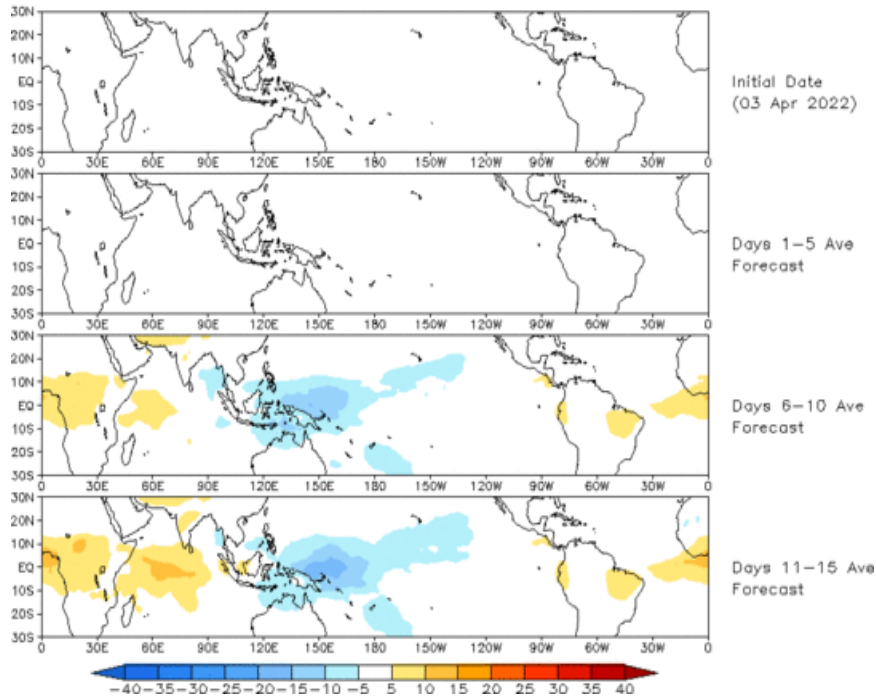 30N
20N
10N
EQ
10S
20S
30S
0 30E 60E 90E 120E 150E 180 150W 120W 90W 60W 30W 0
Initial Date
(03 Apr 2022)
30N
20N
10N
EQ
10S
20S
30S
0 30E 60E 90E 120E 150E 180 150W 120W 90W 60W 30W 0
Days 1-5 Ave
Forecast
30N
20N
10N
EQ
10S
20S
30S
0 30E 60E 90E 120E 150E 180 150W 120W 90W 60W 30W 0
Days 6-10 Ave
Forecast
30N
20N
10N
EQ
10S
20S
30S
0 30E 60E 90E 120E 150E 180 150W 120W 90W 60W 30W 0
Days 11-15 Ave
Forecast
-40 -35 -30 -25 -20 -15 -10 -5 5 10 15 20 25 30 35 40